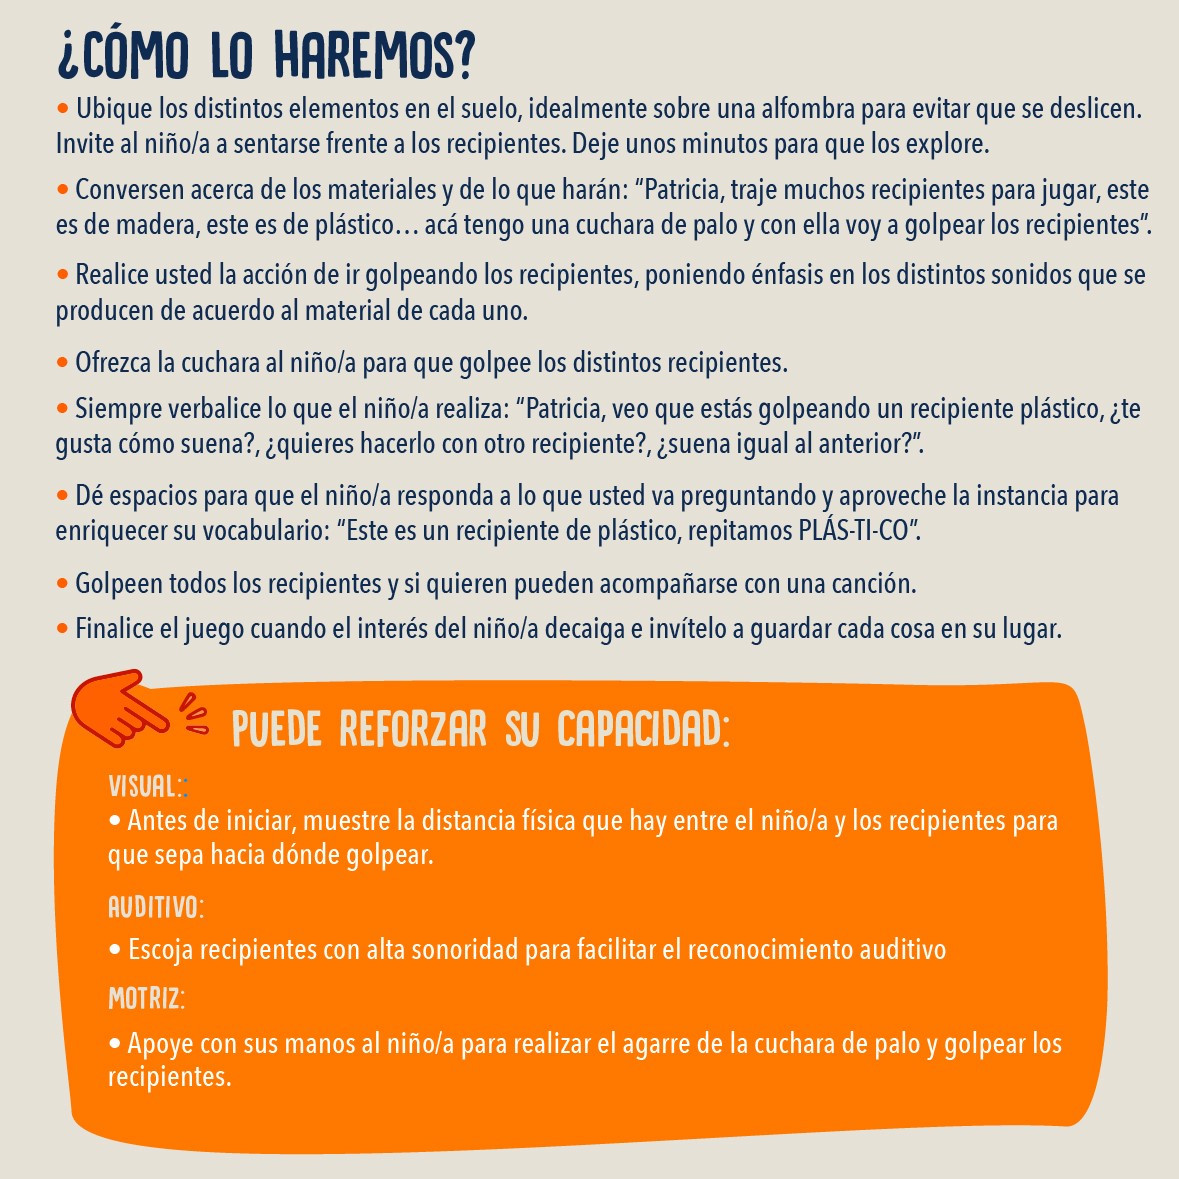 ¿CÓMO LO HAREMOS?
• Ubique los distintos elementos en el suelo, idealmente sobre una alfombra para evitar que se deslicen.
Invite al niño/a a sentarse frente a los recipientes. Deje unos minutos para que los explore.
• Conversen acerca de los materiales y de lo que harán: “Patricia, traje muchos recipientes para jugar, este
es de madera, este es de plástico… acá tengo una cuchara de palo y con ella voy a golpear los recipientes”.
• Realice usted la acción de ir golpeando los recipientes, poniendo énfasis en los distintos sonidos que se
producen de acuerdo al material de cada uno.
• Ofrezca la cuchara al niño/a para que golpee los distintos recipientes.
• Siempre verbalice lo que el niño/a realiza: “Patricia, veo que estás golpeando un recipiente plástico, ¿te
gusta cómo suena?, ¿quieres hacerlo con otro recipiente?, ¿suena igual al anterior?”.
• Dé espacios para que el niño/a responda a lo que usted va preguntando y aproveche la instancia para
enriquecer su vocabulario: “Este es un recipiente de plástico, repitamos PLÁS-TI-CO”.
• Golpeen todos los recipientes y si quieren pueden acompañarse con una canción.
• Finalice el juego cuando el interés del niño/a decaiga e invítelo a guardar cada cosa en su lugar.
PUEDE REFORZAR SU CAPACIDAD:
VISUAL::
• Antes de iniciar, muestre la distancia física que hay entre el niño/a y los recipientes para
que sepa hacia dónde golpear.
AUDITIVO:
• Escoja recipientes con alta sonoridad para facilitar el reconocimiento auditivo
MOTRIZ:
• Apoye con sus manos al niño/a para realizar el agarre de la cuchara de palo y golpear los
recipientes.